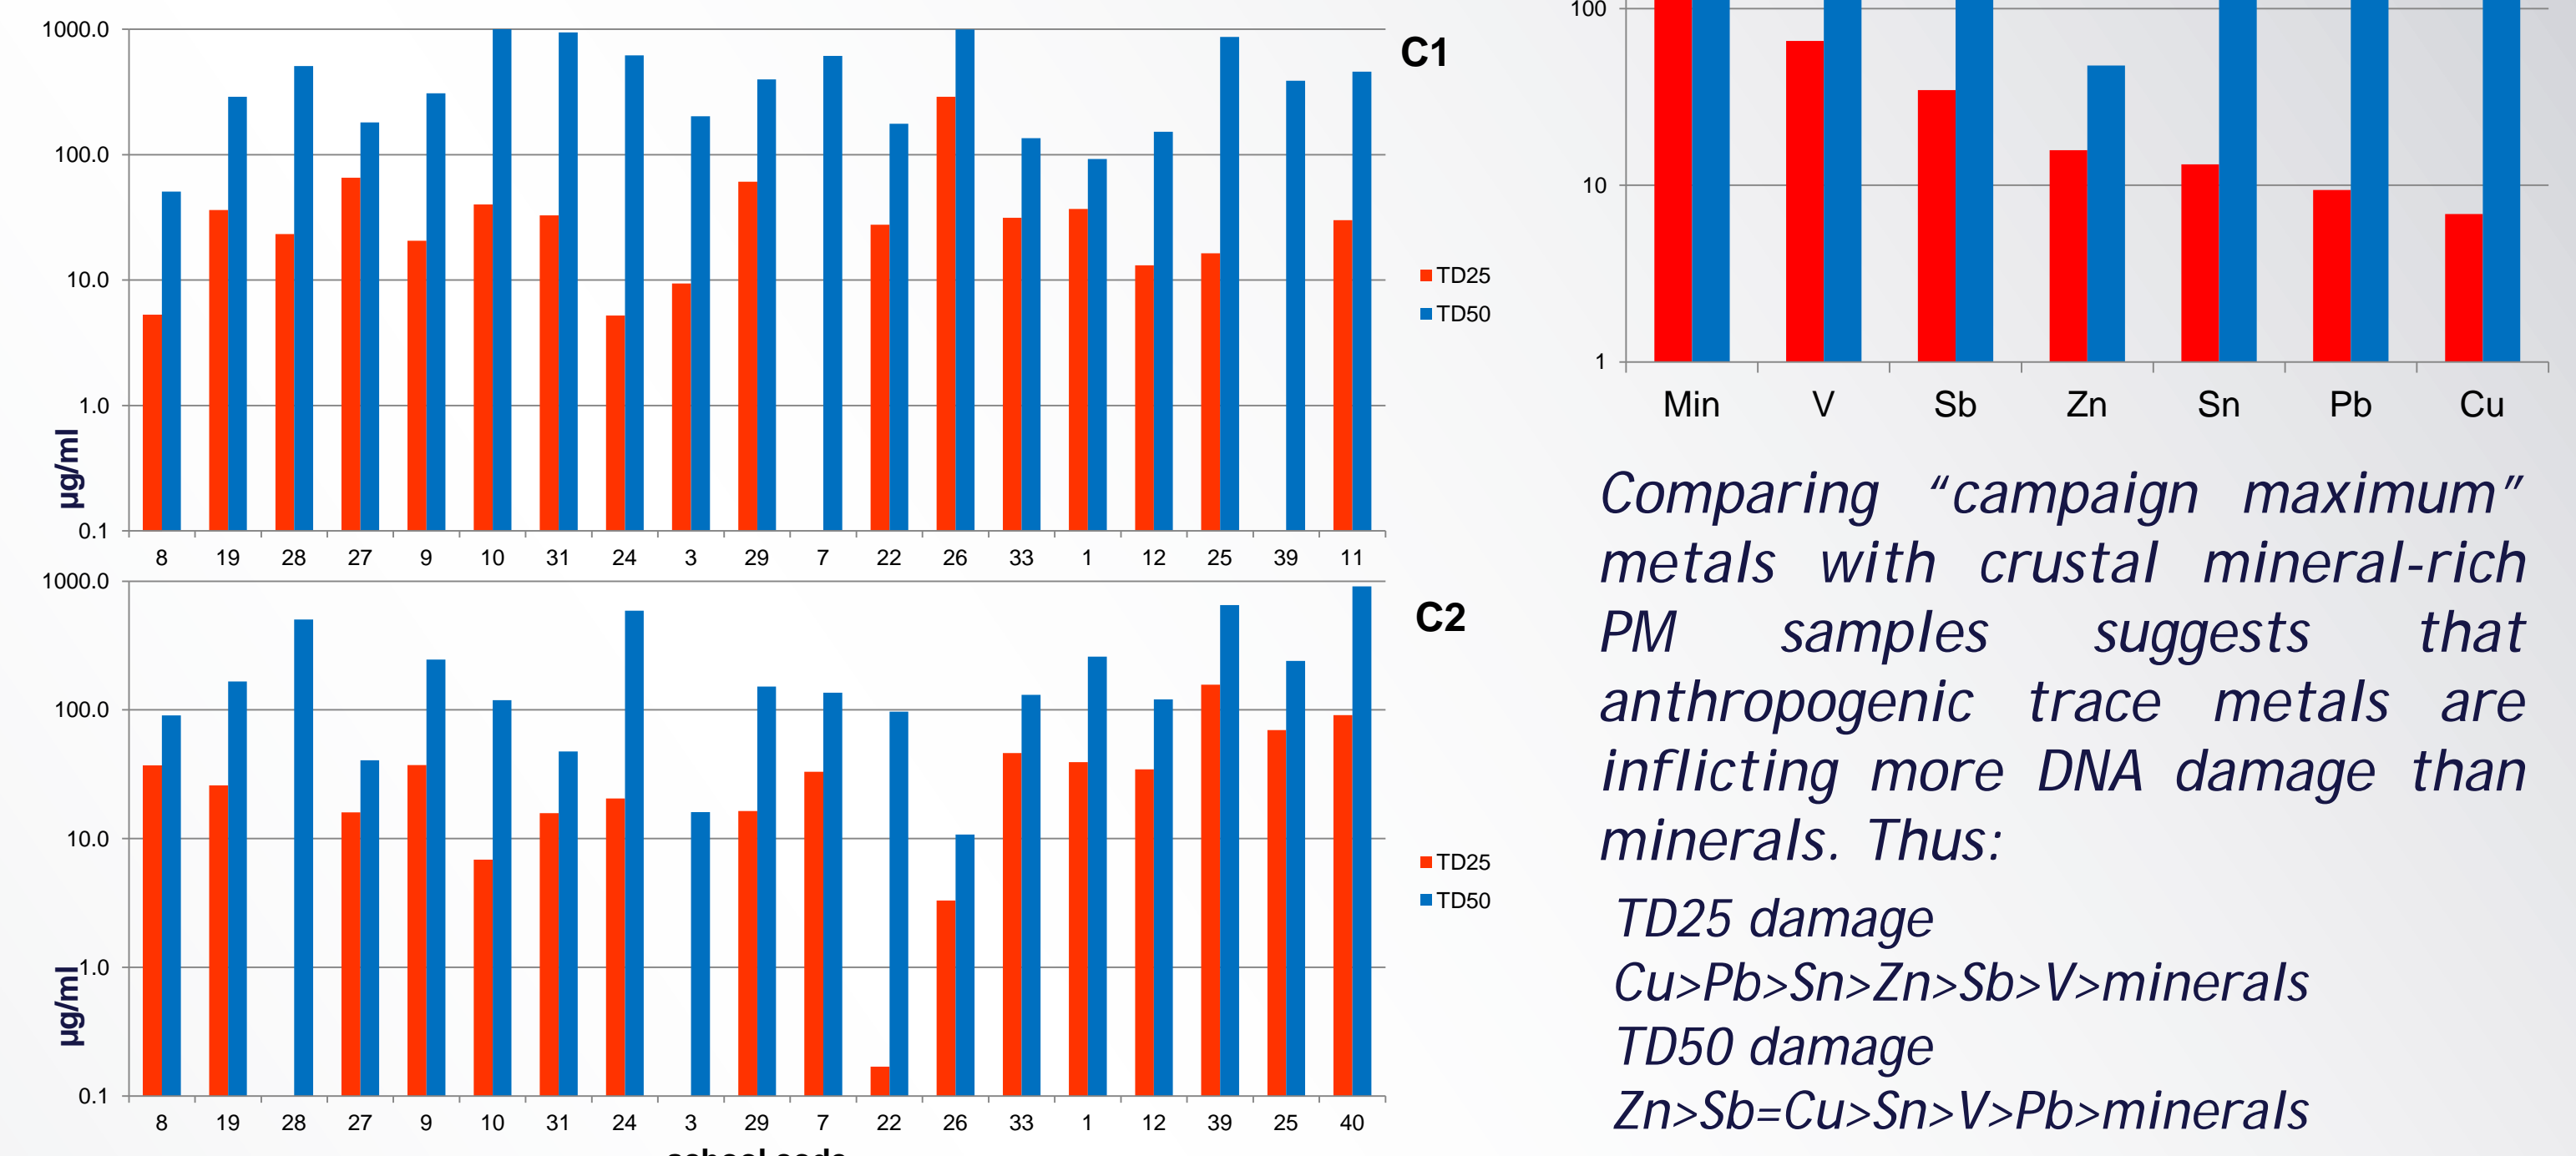 1000.0
100.0
10.0
1.0
0.1
µg/ml
8 19 28 27 9 10 31 24 3 29 7 22 26 33 1 12 25 39 11
C1
TD25
TD50
1000.0
100.0
10.0
1.0
0.1
µg/ml
8 19 28 27 9 10 31 24 3 29 7 22 26 33 1 12 39 25 40
C2
TD25
TD50
100
10
1
Min V Sb Zn Sn Pb Cu
Comparing “campaign maximum”
metals with crustal mineral-rich
PM samples suggests that
anthropogenic trace metals are
inflicting more DNA damage than
minerals. Thus:
TD25 damage
Cu>Pb>Sn>Zn>Sb>V>minerals
TD50 damage
Zn>Sb=Cu>Sn>V>Pb>minerals